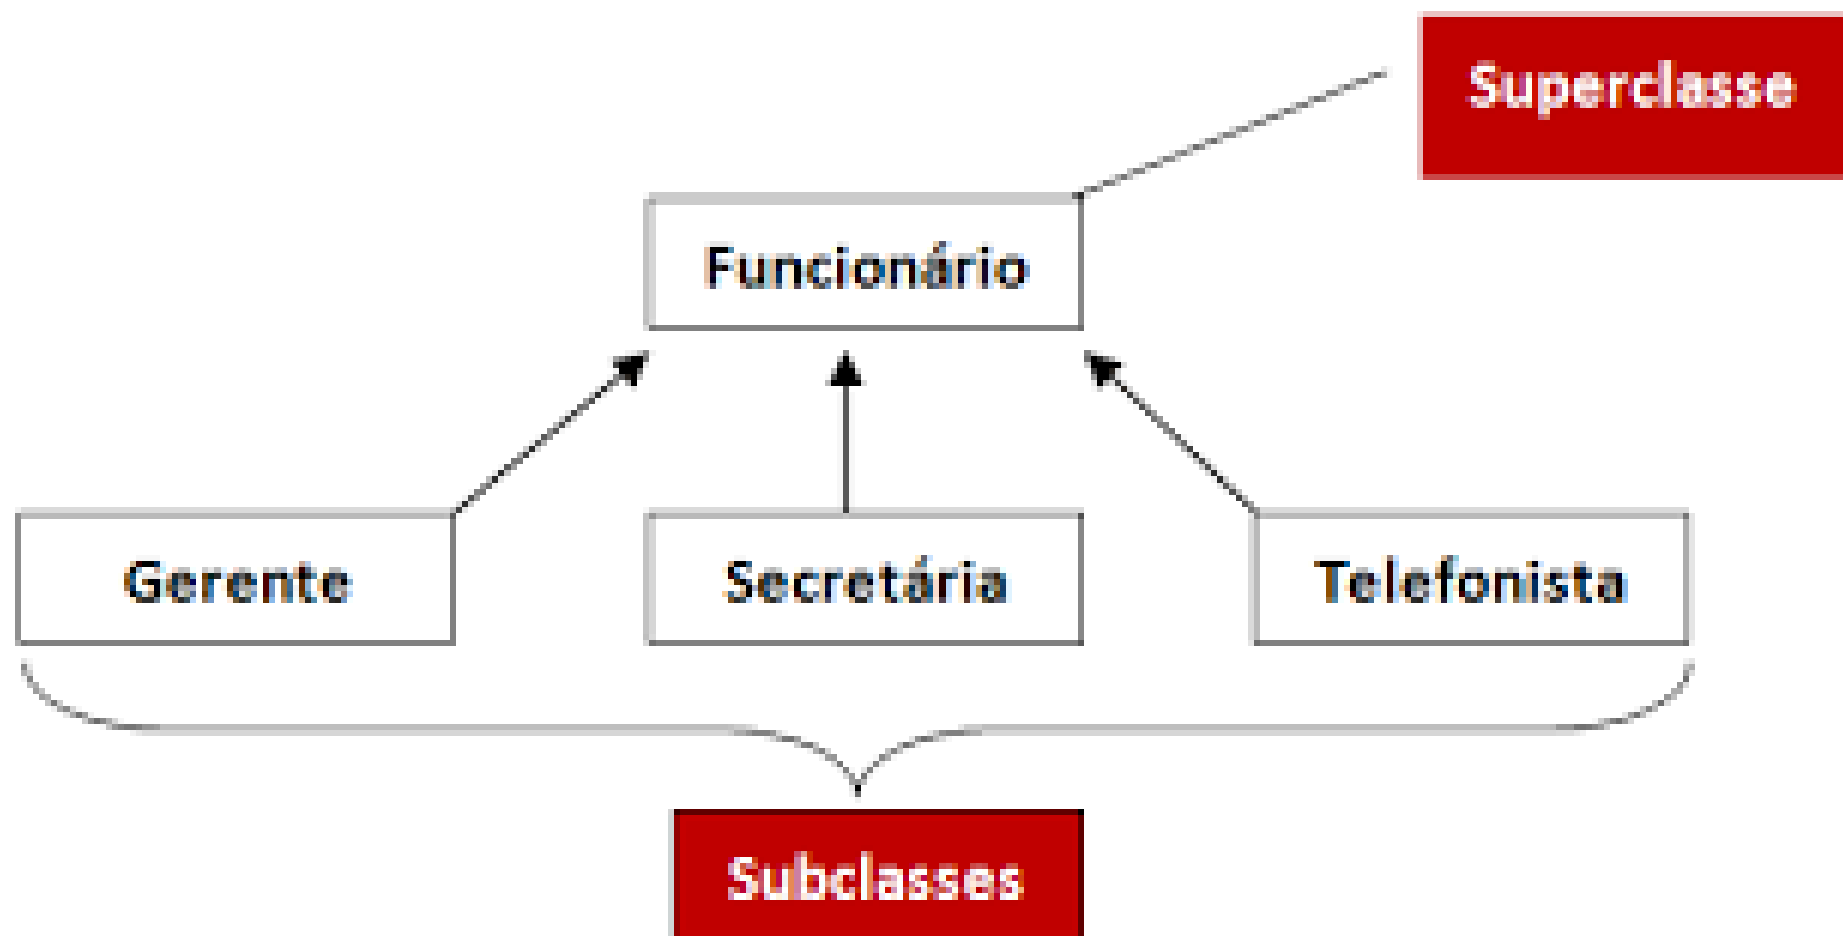 Superclasse
Funcionário
Gerente
Secretária
Telefonista
Subclasses